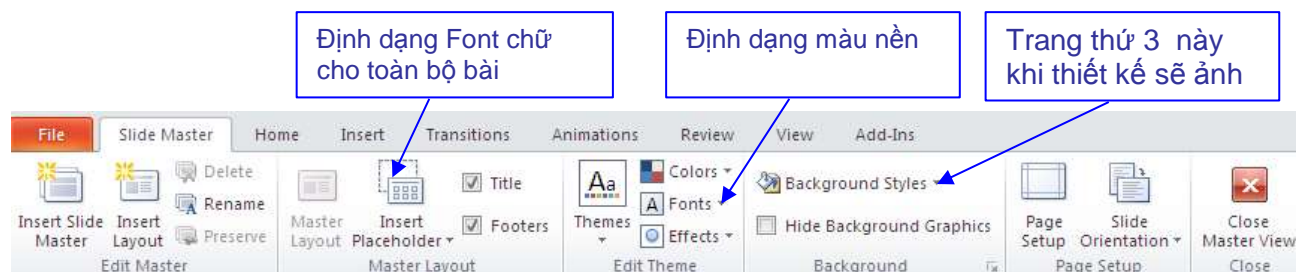 Định dạng Font chữ
cho toàn bộ bài
Định dạng màu nền
Trang thứ 3 này
khi thiết kế sẽ ảnh
File Slide Master Home Insert Transitions Animations Review View Add-Ins
Insert Slide
Master
Insert
Layout
Delete
Rename
Preserve
Edit Master
Master
Layout
Insert
Placeholder
Title
Footers
Master Layout
Aa
Themes
Colors
A Fonts
Effects
Edit Theme
Background Styles
Hide Background Graphics
Background
Page
Setup
Slide
Orientation
Page Setup
Close
Master View
Close